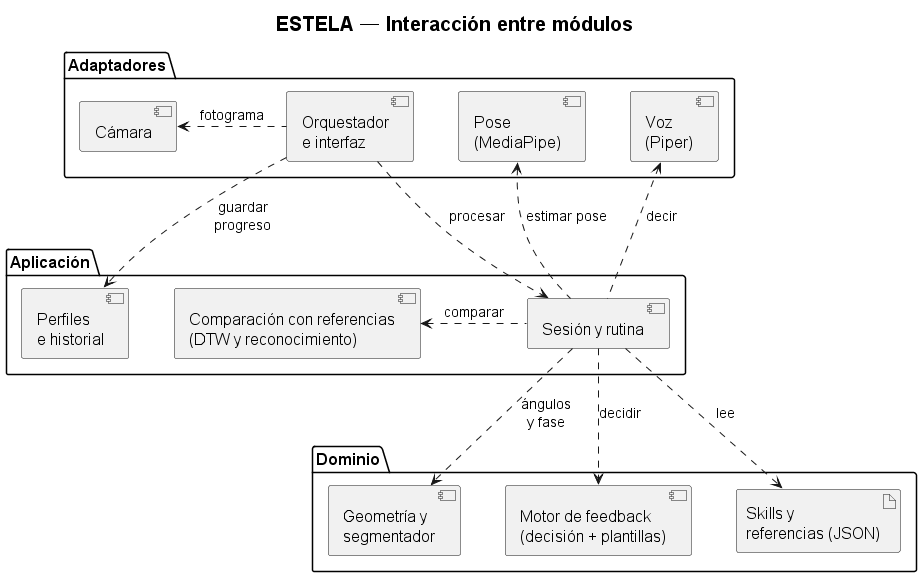 ESTELA — Interacción entre módulos
Adaptadores
Cámara
fotograma
Orquestador
e interfaz
Pose
(MediaPipe)
Voz
(Piper)
guardar
progreso
procesar
estimar pose
decir
Aplicación
Perfiles
e historial
Comparación con referencias
(DTW y reconocimiento)
comparar
Sesión y rutina
ángulos
y fase
decidir
lee
Dominio
Geometría y
segmentador
Motor de feedback
(decisión + plantillas)
Skills y
referencias (JSON)